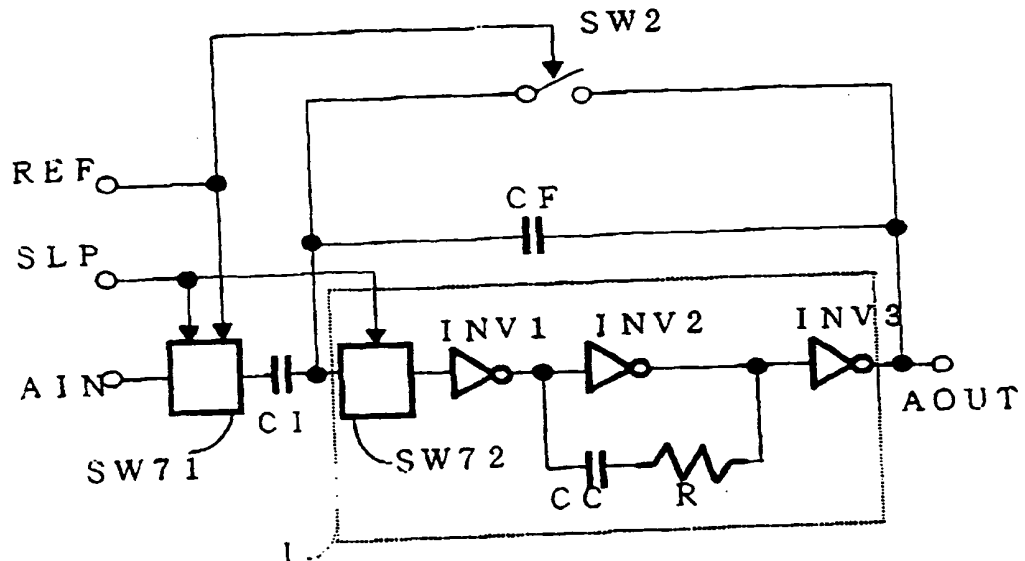 SW2
REF
CF
SLP
INV1
INV2
INV3
AIN
CI
AOUT
SW71
SW72
CC
R
I